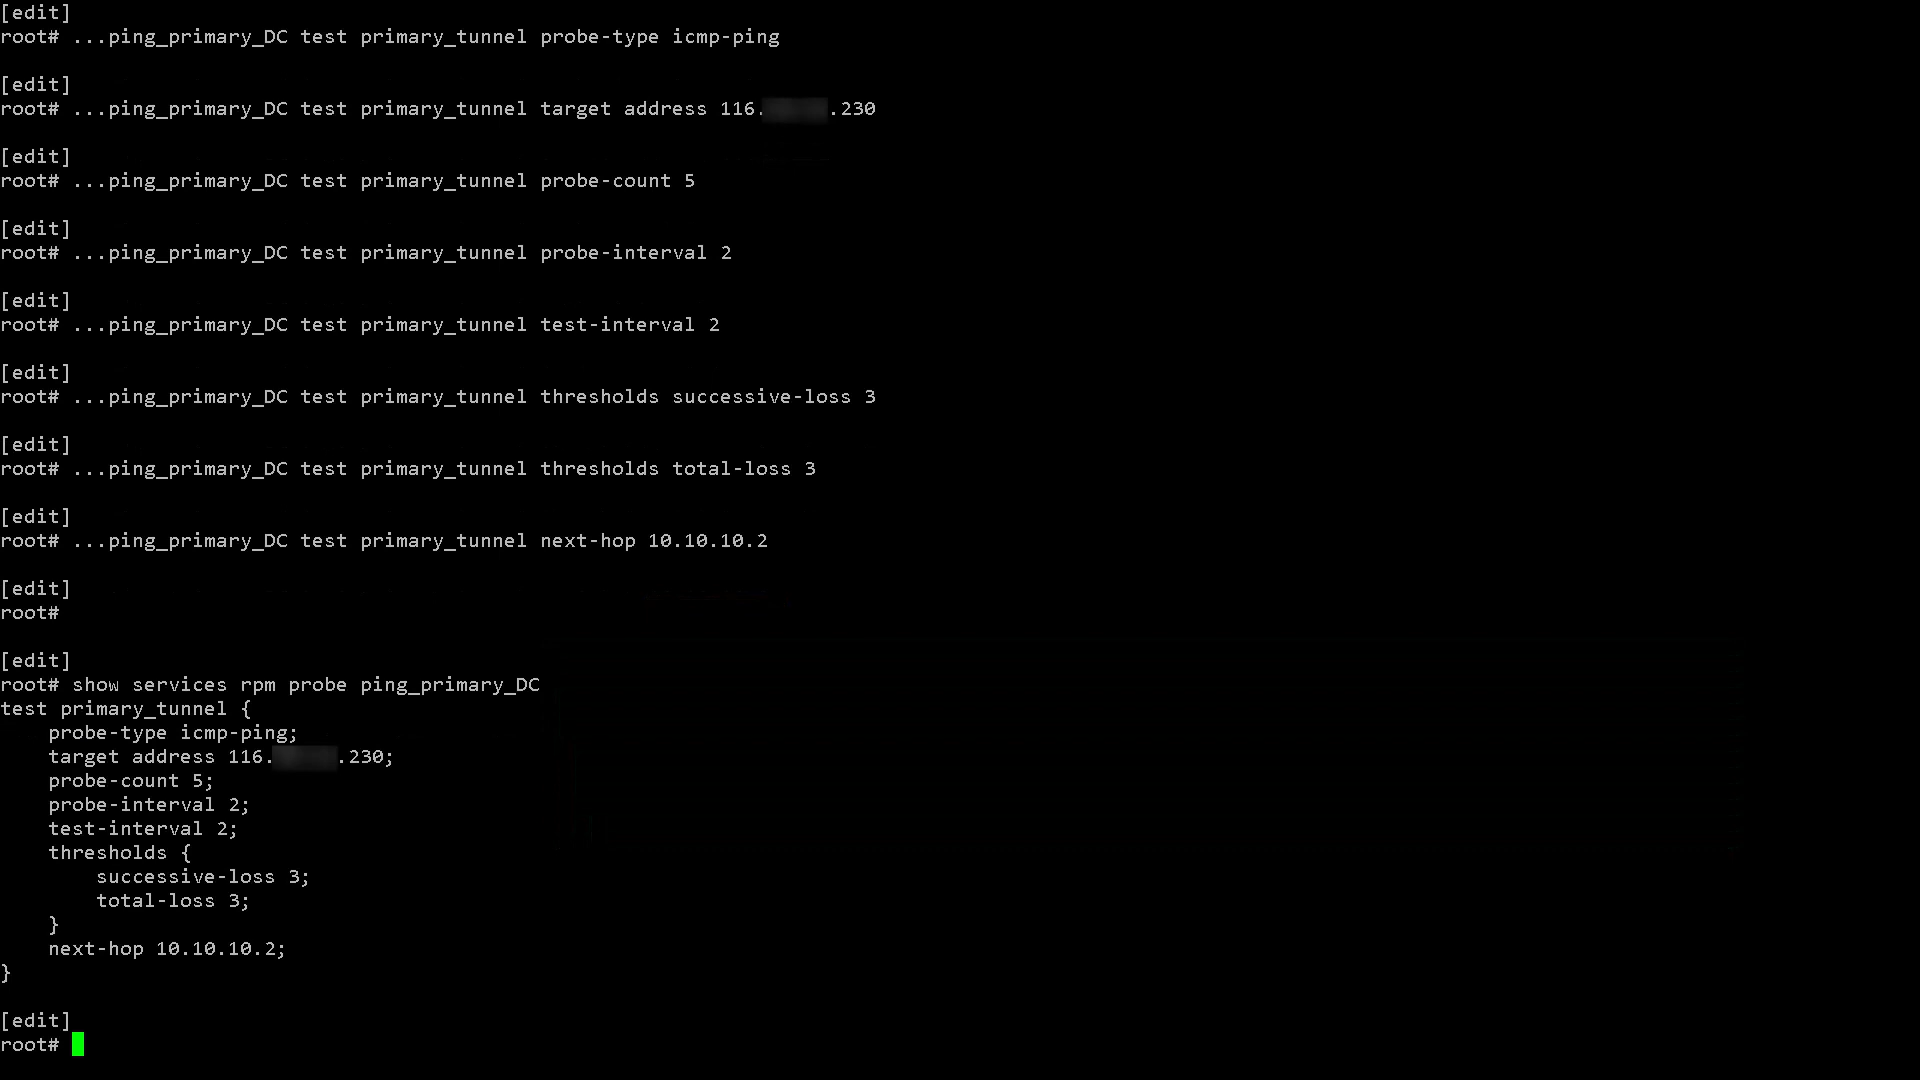 [edit]
root# ...ping_primary_DC test primary_tunnel probe-type icmp-ping
[edit]
root# ...ping_primary_DC test primary_tunnel target address 116. .230
[edit]
root# ...ping_primary_DC test primary_tunnel probe-count 5
[edit]
root# ...ping_primary_DC test primary_tunnel probe-interval 2
[edit]
root# ...ping_primary_DC test primary_tunnel test-interval 2
[edit]
root# ...ping_primary_DC test primary_tunnel thresholds successive-loss 3
[edit]
root# ...ping_primary_DC test primary_tunnel thresholds total-loss 3
[edit]
root# ...ping_primary_DC test primary_tunnel next-hop 10.10.10.2
[edit]
root#
[edit]
root# show services rpm probe ping_primary_DC
test primary_tunnel {
    probe-type icmp-ping;
    target address 116. .230;
    probe-count 5;
    probe-interval 2;
    test-interval 2;
    thresholds {
        successive-loss 3;
        total-loss 3;
    }
    next-hop 10.10.10.2;
}
[edit]
root#